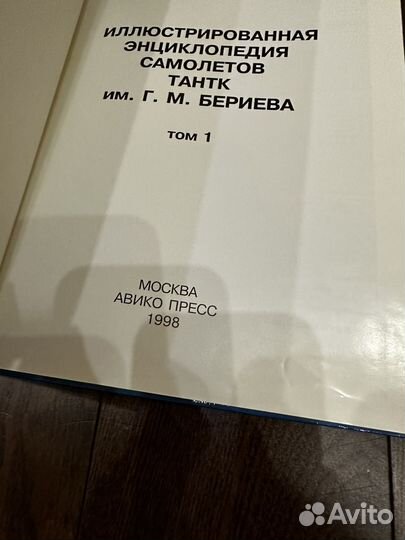 ИЛЛЮСТРИРОВАННАЯ
ЭНЦИКЛОПЕДИЯ
САМОЛЕТОВ
ТАНТК
им. Г. М. БЕРИЕВА
ТОМ 1
МОСКВА
АВИКО ПРЕСС
1998
Avito